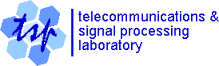 tsp
telecommunications &
signal processing
laboratory